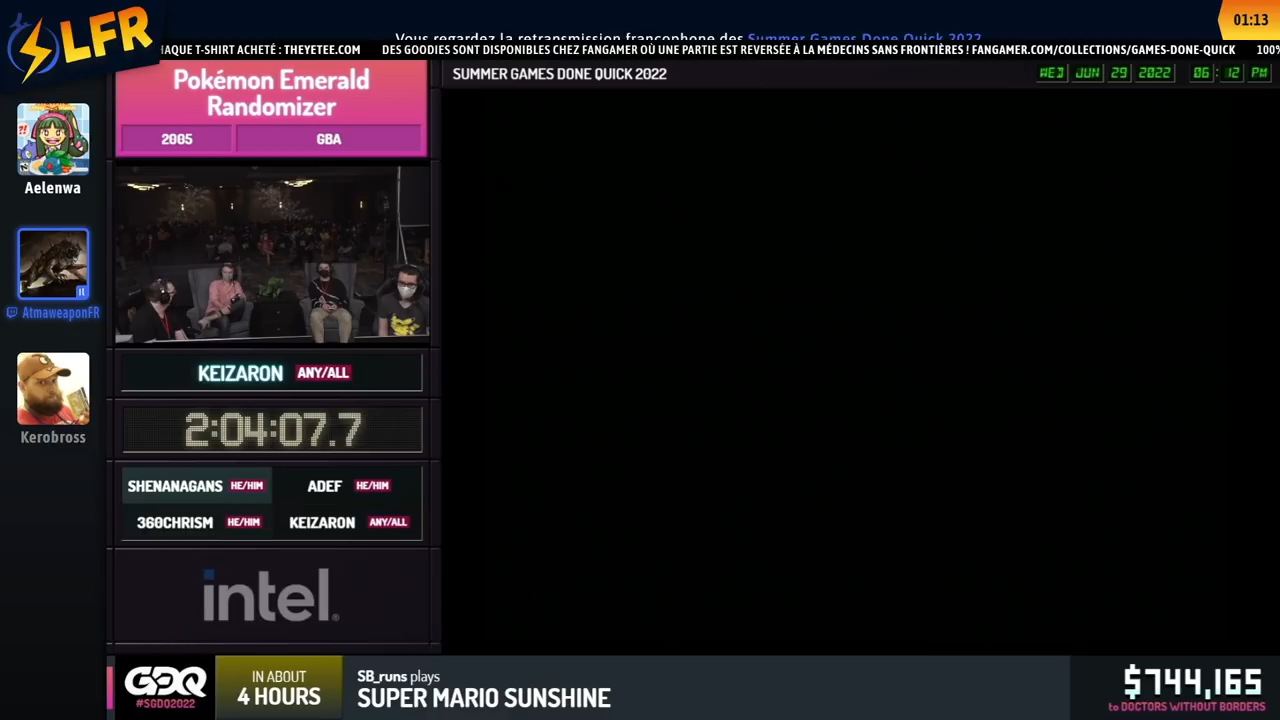 LFR
Vous regardez la retransmission francophone des Summer Games Done Quick 2022
01:13
HAQUE T-SHIRT ACHETÉ : THEYETEE.COM DES GOODIES SONT DISPONIBLES CHEZ FANGAMER OÙ UNE PARTIE EST REVERSÉE À LA MÉDECINS SANS FRONTIÈRES ! FANGAMER.COM/COLLECTIONS/GAMES-DONE-QUICK 100%
Pokémon Emerald
Randomizer
2005 GBA
SUMMER GAMES DONE QUICK 2022
WED JUN 29 2022 06:12 PM
Aelenwa
AtmaweaponFR
Kerobross
KEIZARON ANY/ALL
2:04:07.7
SHENANAGANS HE/HIM ADEF HE/HIM
360CHRISM HE/HIM KEIZARON ANY/ALL
intel.
GDQ
#SGDQ2022
IN ABOUT
4 HOURS
SB_runs plays
SUPER MARIO SUNSHINE
$744,165
to DOCTORS WITHOUT BORDERS